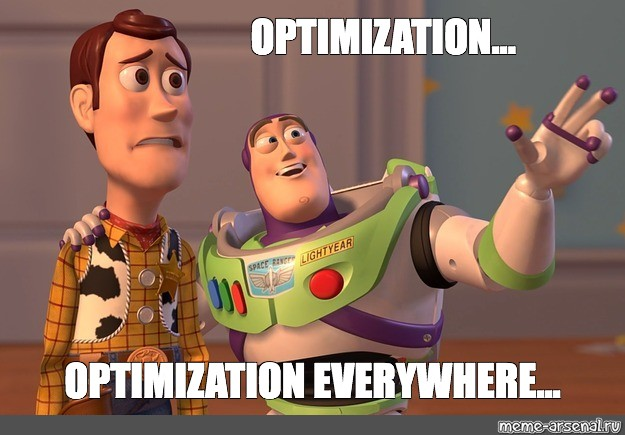 OPTIMIZATION...
LIGHTYEAR
SPACE RANGER
OPTIMIZATION EVERYWHERE...
meme-arsenal.ru